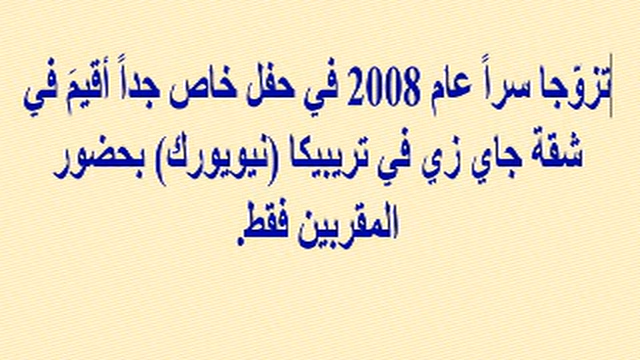 تزوّجا سراً عام 2008 في حفل خاص جداً أقيمَ في
شقة جاي زي في تريبيكا (نيويورك) بحضور
المقربين فقط.